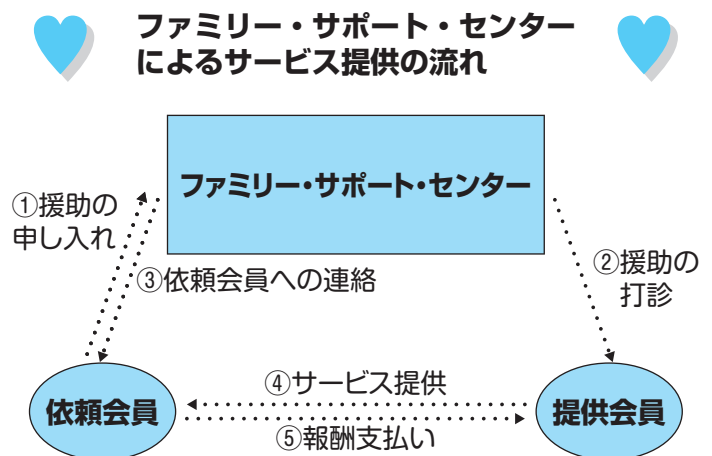 ファミリー・サポート・センター
によるサービス提供の流れ
ファミリー・サポート・センター
①援助の
申し入れ
②援助の
打診
③依頼会員への連絡
④サービス提供
依頼会員
提供会員
⑤報酬支払い